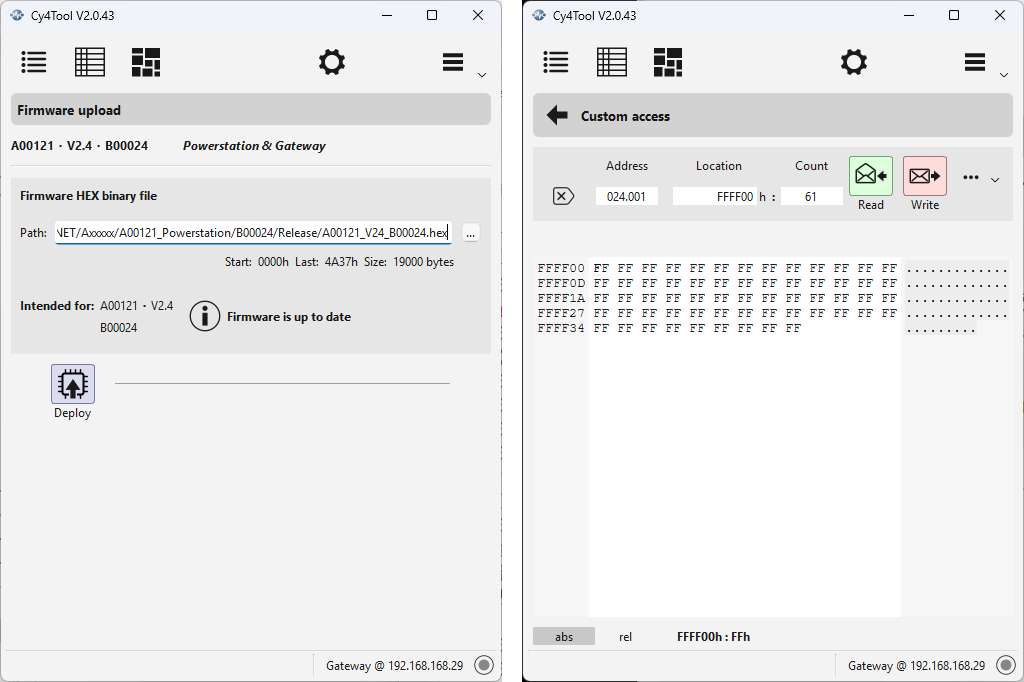 Cy4Tool V2.0.43
Firmware upload
A00121 · V2.4 · B00024 Powerstation & Gateway
Firmware HEX binary file
Path: NET/Axxxxx/A00121_Powerstation/B00024/Release/A00121_V24_B00024.hex ...
Start: 0000h Last: 4A37h Size: 19000 bytes
Intended for: A00121 · V2.4
B00024
Firmware is up to date
Deploy
Gateway @ 192.168.168.29
Cy4Tool V2.0.43
Custom access
Address Location Count
024.001 FFFF00 h : 61
Read Write
FFFF00 FF FF FF FF FF FF FF FF FF FF FF FF FF .............
FFFF0D FF FF FF FF FF FF FF FF FF FF FF FF FF .............
FFFF1A FF FF FF FF FF FF FF FF FF FF FF FF FF .............
FFFF27 FF FF FF FF FF FF FF FF FF FF FF FF FF .............
FFFF34 FF FF FF FF FF FF FF FF FF .........
abs rel FFFF00h : FFh
Gateway @ 192.168.168.29